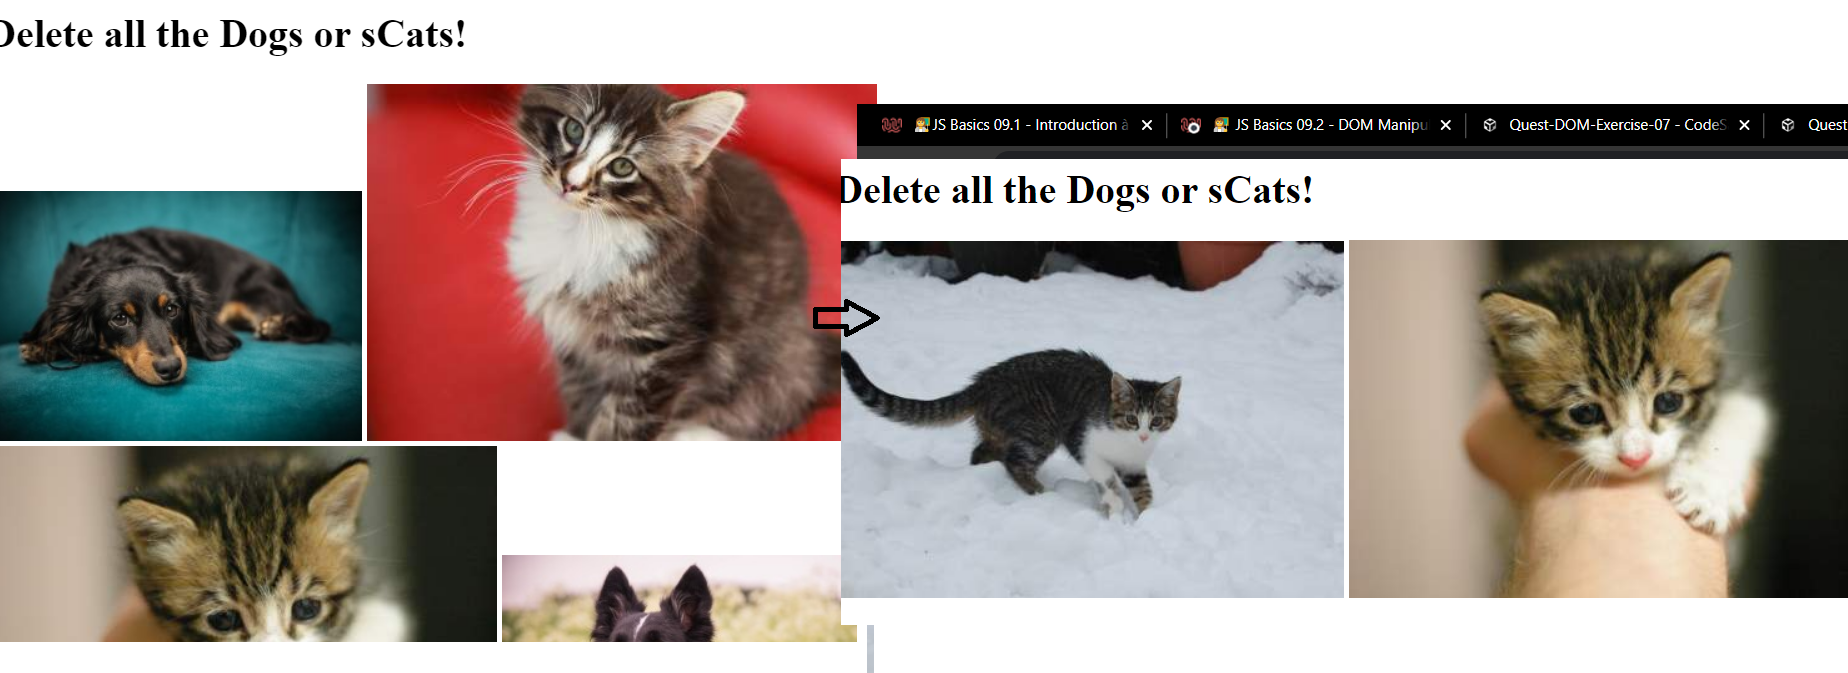 Delete all the Dogs or sCats!
JS Basics 09.1 - Introduction à
JS Basics 09.2 - DOM Manipu
Quest-DOM-Exercise-07 - CodeS
Quest
Delete all the Dogs or sCats!